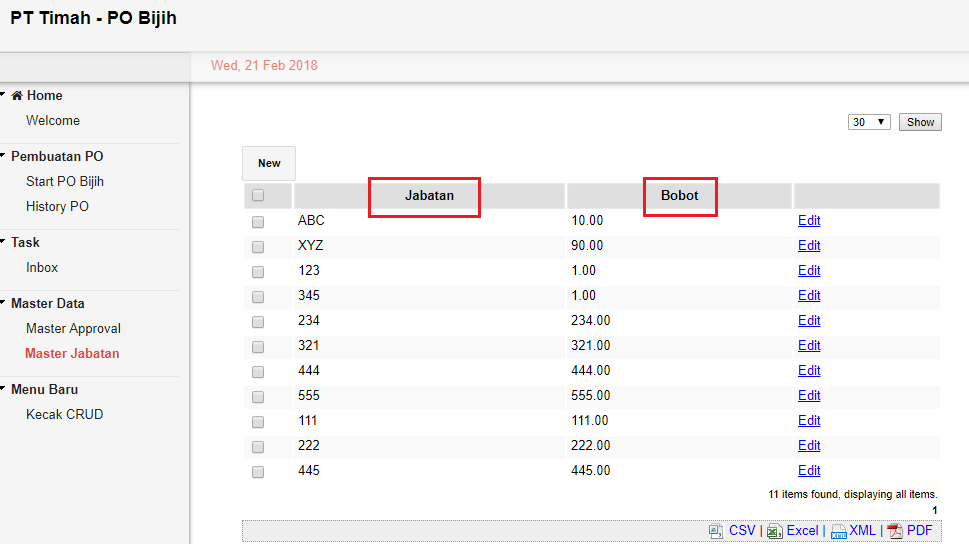 PT Timah - PO Bijih
Wed, 21 Feb 2018
Home
Welcome
Pembuatan PO
Start PO Bijih
History PO
Task
Inbox
Master Data
Master Approval
Master Jabatan
Menu Baru
Kecak CRUD
30 Show
New
Jabatan Bobot
ABC 10.00 Edit
XYZ 90.00 Edit
123 1.00 Edit
345 1.00 Edit
234 234.00 Edit
321 321.00 Edit
444 444.00 Edit
555 555.00 Edit
111 111.00 Edit
222 222.00 Edit
445 445.00 Edit
11 items found, displaying all items.
1
CSV | Excel | XML | PDF